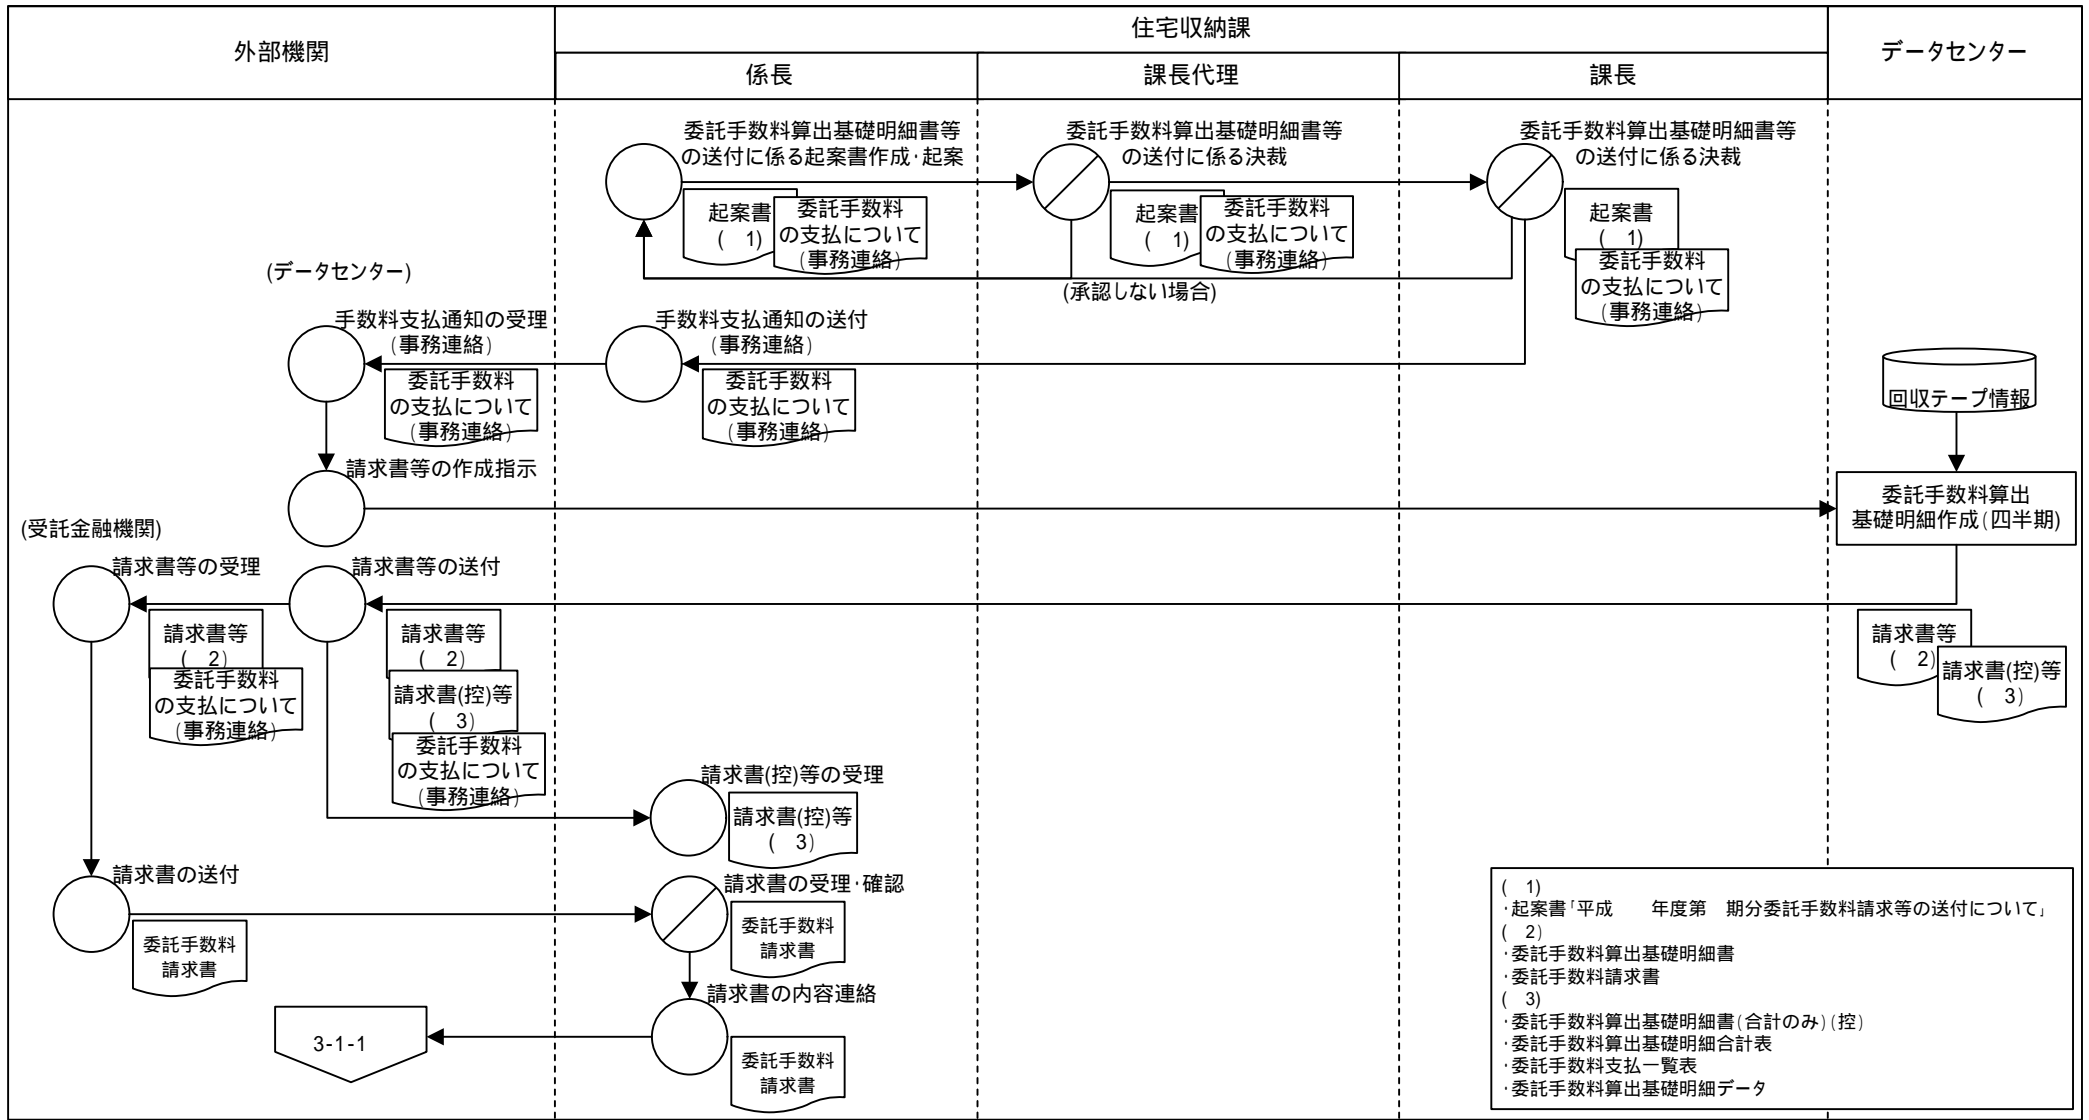 外部機関
住宅収納課
データセンター
係長
課長代理
課長
委託手数料算出基礎明細書等
の送付に係る起案書作成・起案
委託手数料算出基礎明細書等
の送付に係る決裁
委託手数料算出基礎明細書等
の送付に係る決裁
起案書
(　1)
委託手数料
の支払について
(事務連絡)
起案書
(　1)
委託手数料
の支払について
(事務連絡)
起案書
(　1)
委託手数料
の支払について
(事務連絡)
(承認しない場合)
(データセンター)
手数料支払通知の受理
(事務連絡)
委託手数料
の支払について
(事務連絡)
手数料支払通知の送付
(事務連絡)
委託手数料
の支払について
(事務連絡)
回収テープ情報
請求書等の作成指示
委託手数料算出
基礎明細作成(四半期)
(受託金融機関)
請求書等の受理
請求書等
(　2)
委託手数料
の支払について
(事務連絡)
請求書等の送付
請求書等
(　2)
請求書(控)等
(　3)
委託手数料
の支払について
(事務連絡)
請求書等
(　2)
請求書(控)等
(　3)
請求書(控)等の受理
請求書(控)等
(　3)
請求書の送付
委託手数料
請求書
請求書の受理・確認
委託手数料
請求書
請求書の内容連絡
委託手数料
請求書
3-1-1
(　1)
・起案書「平成　　年度第　期分委託手数料請求等の送付について」
(　2)
・委託手数料算出基礎明細書
・委託手数料請求書
(　3)
・委託手数料算出基礎明細書(合計のみ)(控)
・委託手数料算出基礎明細合計表
・委託手数料支払一覧表
・委託手数料算出基礎明細データ